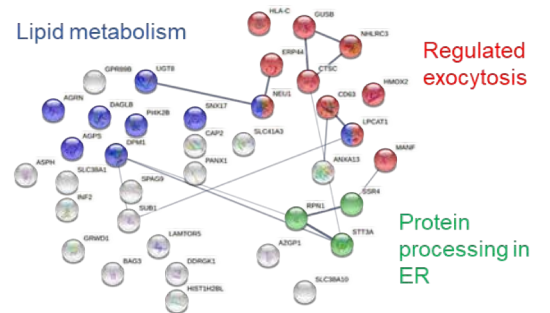 Lipid metabolism
HLA-C
GUSB
NHLRC3
Regulated
exocytosis
ERP44
GPR89B
UGT8
CTSC
HMOX2
NEU1
CD63
AGRN
DAGLB
PHK2B
SNX17
LPCAT1
CAP2
SLC41A3
AGPS
DPM1
MANF
ANXA13
ASPH
SLC38A1
PANX1
SPAG9
SSR4
INF2
SUB1
RPN1
Protein
processing in
ER
STT3A
GRWD1
LAMTOR5
AZGP1
BAG3
DDRGK1
SLC38A10
HIST1H2BL